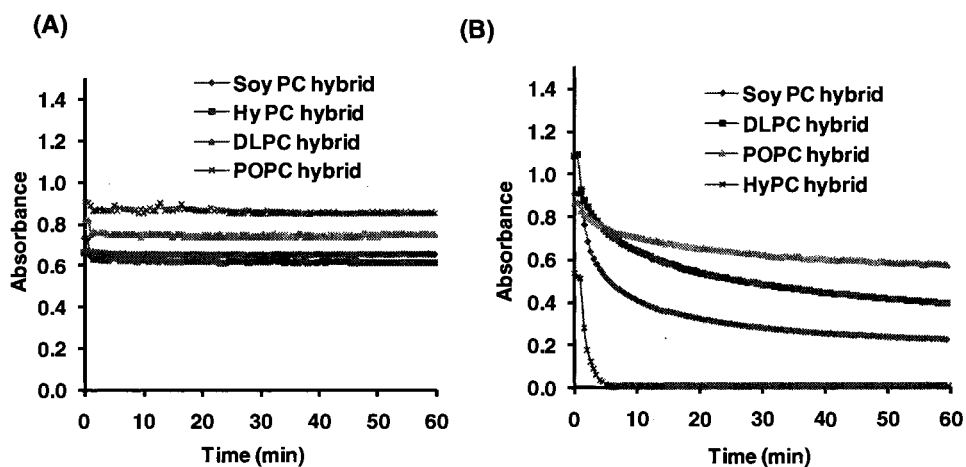 (A)
Soy PC hybrid
Hy PC hybrid
DLPC hybrid
POPC hybrid
Absorbance
1.4
1.2
1.0
0.8
0.6
0.4
0.2
0.0
0 10 20 30 40 50 60
Time (min)
(B)
Soy PC hybrid
DLPC hybrid
POPC hybrid
HyPC hybrid
Absorbance
1.4
1.2
1.0
0.8
0.6
0.4
0.2
0.0
0 10 20 30 40 50 60
Time (min)